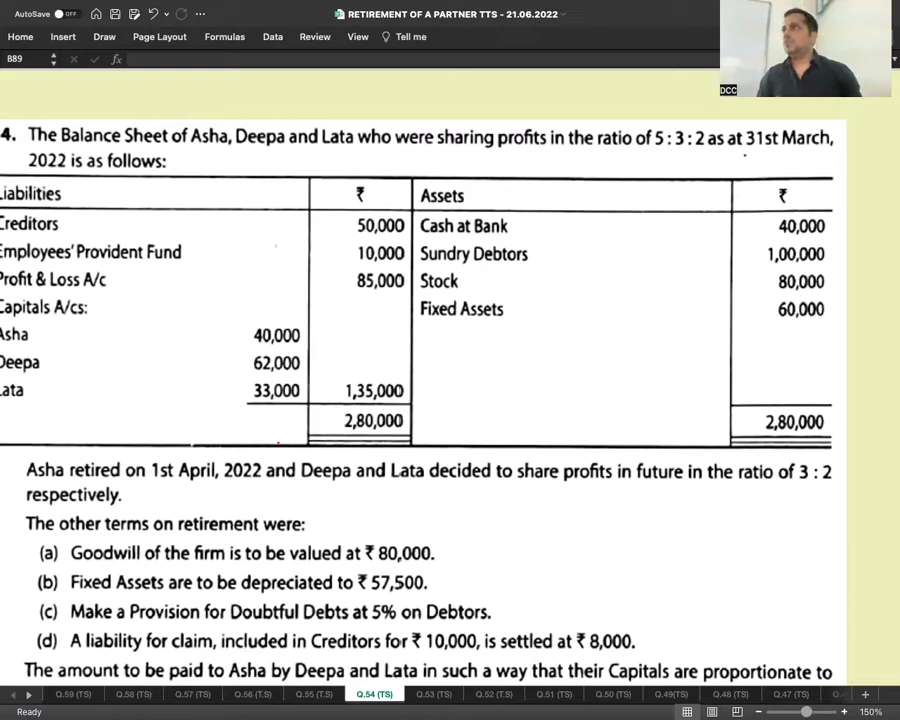 AutoSave OFF RETIREMENT OF A PARTNER TTS - 21.06.2022
Home Insert Draw Page Layout Formulas Data Review View Tell me
B89 fx
DCC
4. The Balance Sheet of Asha, Deepa and Lata who were sharing profits in the ratio of 5 : 3 : 2 as at 31st March,
2022 is as follows:
Liabilities ₹ Assets ₹
Creditors 50,000 Cash at Bank 40,000
Employees' Provident Fund 10,000 Sundry Debtors 1,00,000
Profit & Loss A/c 85,000 Stock 80,000
Capitals A/cs: Fixed Assets 60,000
Asha 40,000
Deepa 62,000
Lata 33,000 1,35,000
2,80,000 2,80,000
Asha retired on 1st April, 2022 and Deepa and Lata decided to share profits in future in the ratio of 3 : 2
respectively.
The other terms on retirement were:
(a) Goodwill of the firm is to be valued at ₹ 80,000.
(b) Fixed Assets are to be depreciated to ₹ 57,500.
(c) Make a Provision for Doubtful Debts at 5% on Debtors.
(d) A liability for claim, included in Creditors for ₹ 10,000, is settled at ₹ 8,000.
The amount to be paid to Asha by Deepa and Lata in such a way that their Capitals are proportionate to
Q.59 (TS) Q.58 (TS) Q.57 (TS) Q.56 (T.S) Q.55 (T.S) Q.54 (TS) Q.53 (TS) Q.52 (T.S) Q.51 (TS) Q.50 (TS) Q.49(TS) Q.48 (TS) Q.47 (TS)
Ready 150%